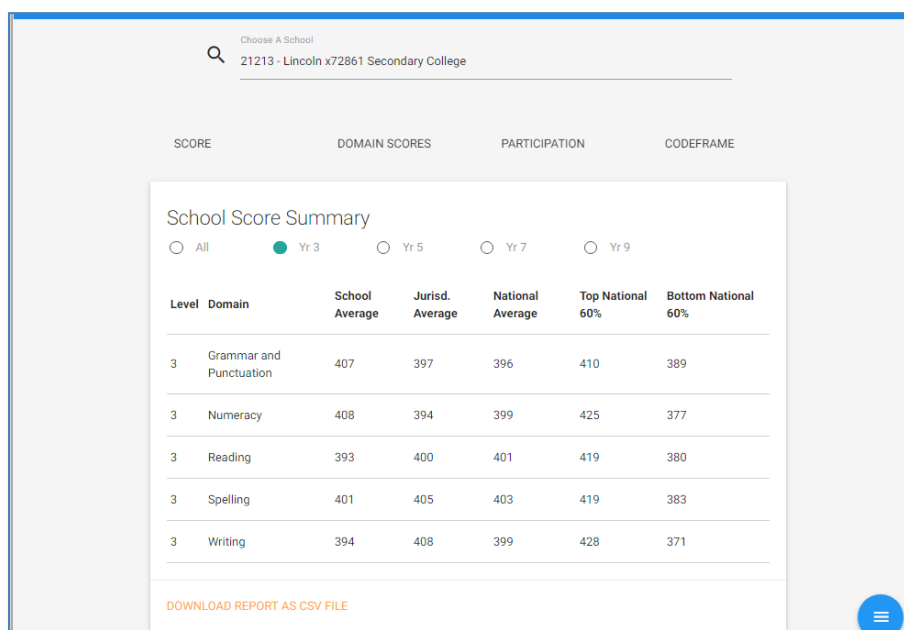 Choose A School
21213 - Lincoln x72861 Secondary College
SCORE DOMAIN SCORES PARTICIPATION CODEFRAME
School Score Summary
All Yr 3 Yr 5 Yr 7 Yr 9
Level Domain School Average Jurisd. Average National Average Top National 60% Bottom National 60%
3 Grammar and Punctuation 407 397 396 410 389
3 Numeracy 408 394 399 425 377
3 Reading 393 400 401 419 380
3 Spelling 401 405 403 419 383
3 Writing 394 408 399 428 371
DOWNLOAD REPORT AS CSV FILE